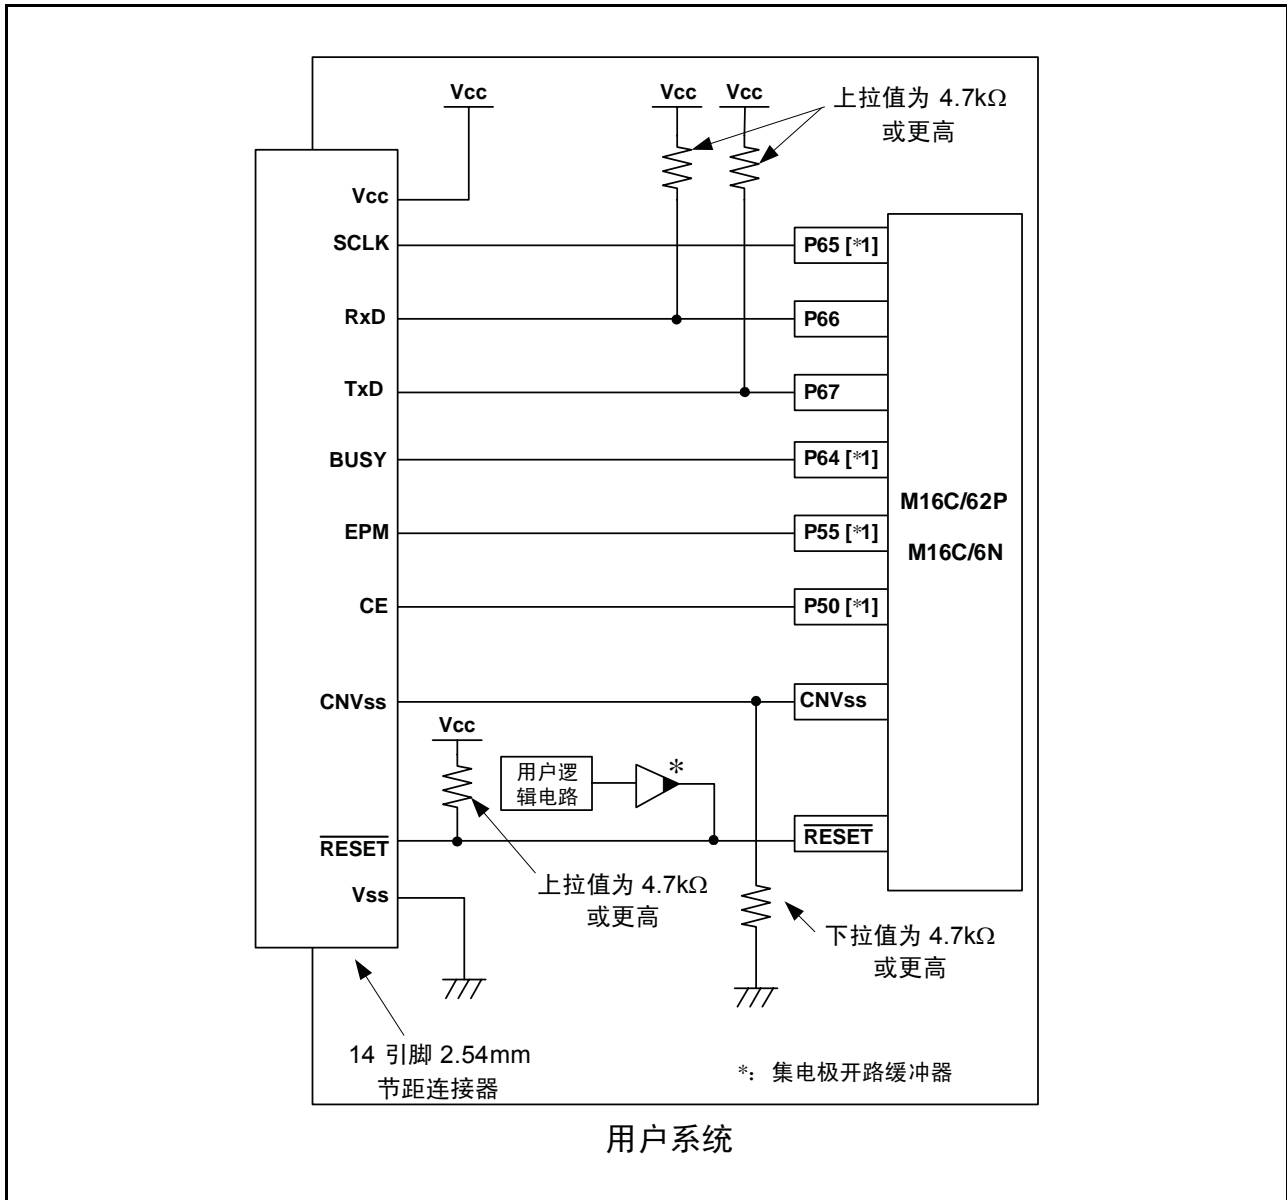 Vcc
Vcc
Vcc
上拉值为 4.7kΩ
或更高
Vcc
SCLK
P65 [*1]
RxD
P66
TxD
P67
BUSY
P64 [*1]
M16C/62P
EPM
P55 [*1]
M16C/6N
CE
P50 [*1]
CNVss
CNVss
Vcc
用户逻
辑电路
*
RESET
RESET
上拉值为 4.7kΩ
或更高
Vss
下拉值为 4.7kΩ
或更高
14 引脚 2.54mm
节距连接器
*: 集电极开路缓冲器
用户系统